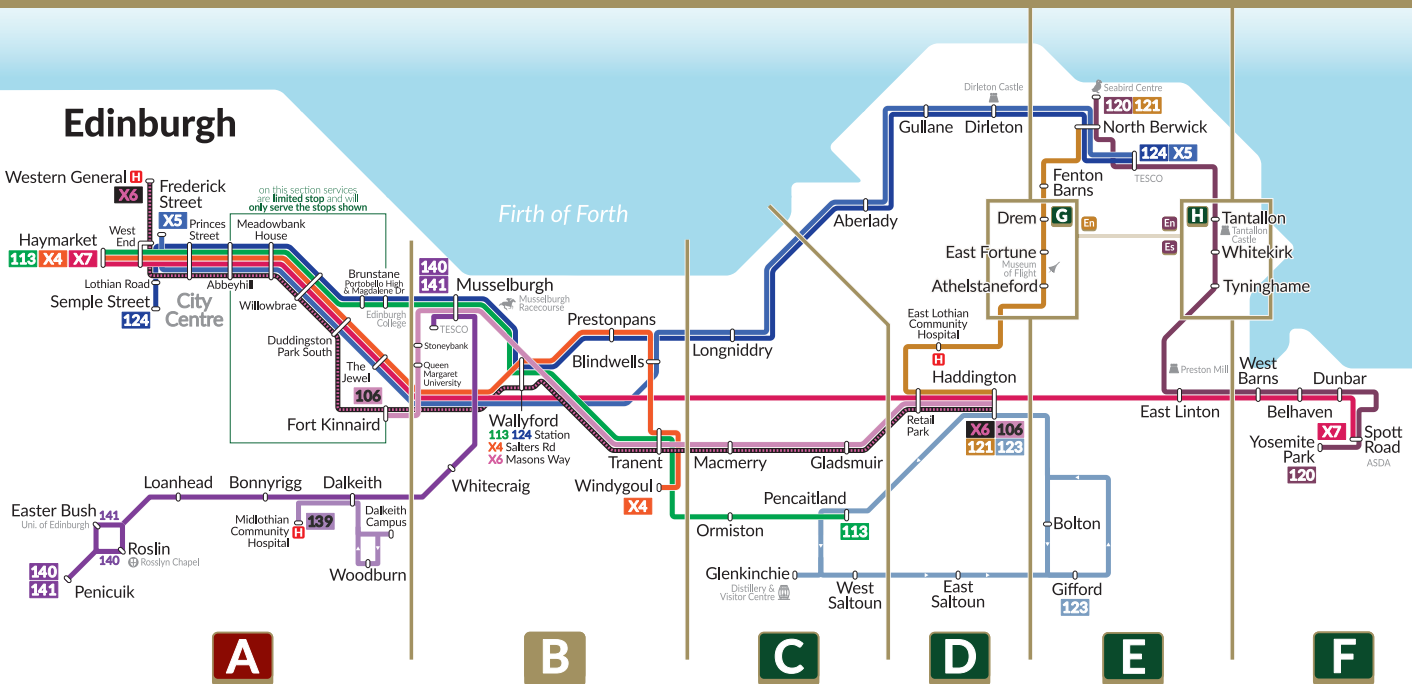 Edinburgh
Western General H
X6
Frederick
Street
X5
Princes
Street
on this section services
are limited stop and will
only serve the stops shown
Meadowbank
House
Haymarket
West
End
113 X4 X7
Lothian Road
Abbeyhill
Semple Street
124
City
Centre
Willowbrae
Brunstane
Portobello High
& Magdalene Dr
Edinburgh
College
Duddingston
Park South
The
Jewel
106
Fort Kinnaird
140
141
Musselburgh
Musselburgh
Racecourse
TESCO
Stoneybank
Queen
Margaret
University
Firth of Forth
Prestonpans
Blindwells
Wallyford
113 124 Station
X4 Salters Rd
X6 Masons Way
Tranent
Windygoul
X4
Whitecraig
Loanhead
Bonnyrigg
Dalkeith
Easter Bush
Uni. of Edinburgh
141
140
Roslin
Rosslyn Chapel
140
141
Penicuik
Midlothian
Community
Hospital H
139
Dalkeith
Campus
Woodburn
Longniddry
Aberlady
Gullane
Dirleton
Dirleton Castle
Seabird Centre
120 121
North Berwick
124 X5
TESCO
Fenton
Barns
Drem
G
En
East Fortune
Museum
of Flight
Athelstaneford
En
Es
H
Tantallon
Tantallon
Castle
Whitekirk
Tyninghame
East Lothian
Community
Hospital
H
Haddington
Retail
Park
X6 106
121 123
Macmerry
Gladsmuir
Pencaitland
113
Ormiston
Glenkinchie
Distillery &
Visitor Centre
West
Saltoun
East
Saltoun
Bolton
Gifford
123
Preston Mill
East Linton
West
Barns
Belhaven
Dunbar
X7
Spott
Road
ASDA
Yosemite
Park
120
A
B
C
D
E
F